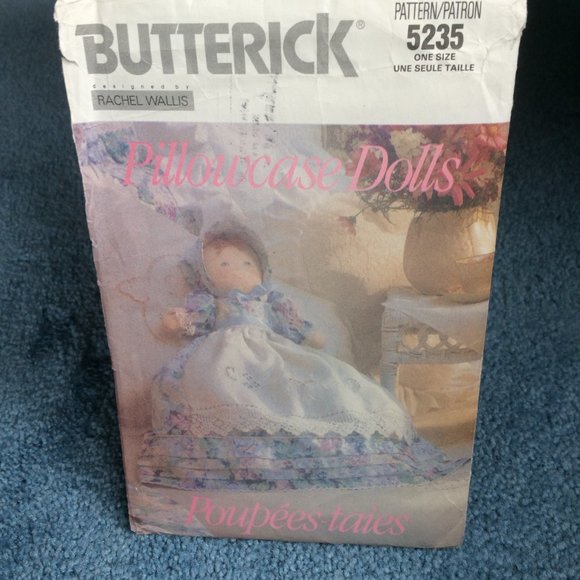 BUTTERICK®
designed by
RACHEL WALLIS
PATTERN/PATRON
5235
ONE SIZE
UNE SEULE TAILLE
Pillowcase Dolls
Poupées-taies